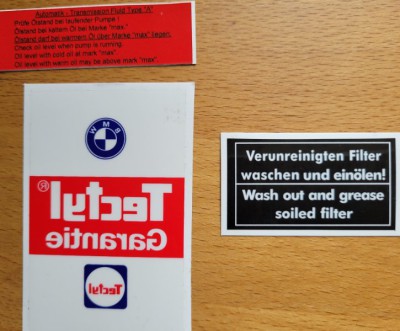 Automatik - Transmission Fluid Type "A"
Prüfe Ölstand bei laufender Pumpe !
Ölstand bei kaltem Öl bei Marke "max".
Ölstand darf bei warmem Öl über Marke "max" liegen.
Check oil level when pump is running.
Oil level with cold oil at mark "max".
Oil level with warm oil may be above mark "max".
BMW
Tectyl®
Garantie
Tectyl
Verunreinigten Filter
waschen und einölen!
Wash out and grease
soiled filter